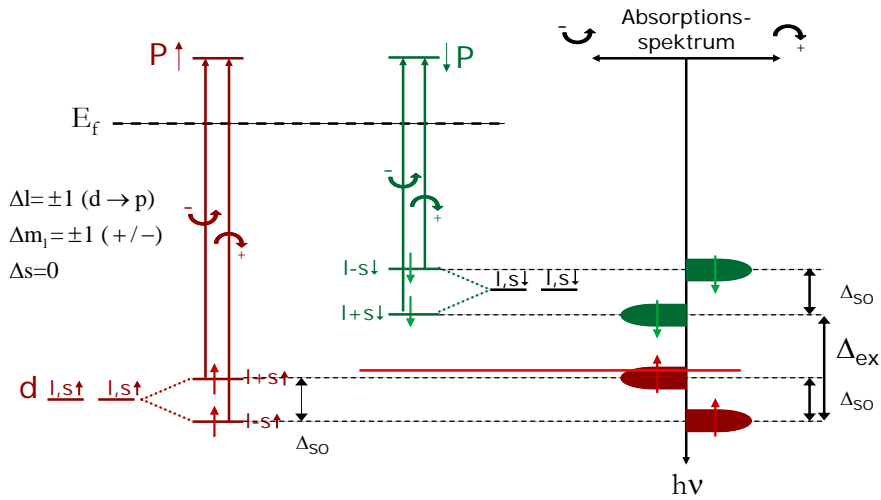 Absorptions-
spektrum
- +
P↑ ↓P
E_f
Δl=±1 (d → p)
Δm_l=±1 (+/−)
Δs=0
- +
- +
l-s↓
l,s↓ l,s↓
l+s↓
Δ_SO
Δ_ex
d l,s↑ l,s↑
l+s↑
l-s↑
Δ_SO
Δ_SO
hν